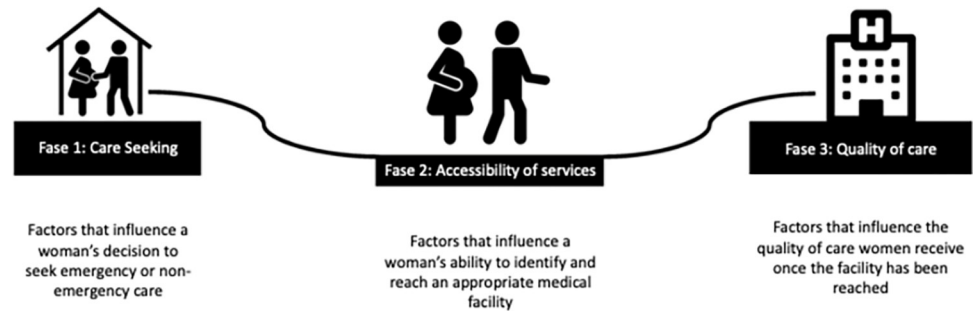 H
Fase 1: Care Seeking
Fase 2: Accessibility of services
Fase 3: Quality of care
Factors that influence a
woman's decision to
seek emergency or non-
emergency care
Factors that influence a
woman's ability to identify and
reach an appropriate medical
facility
Factors that influence the
quality of care women receive
once the facility has been
reached